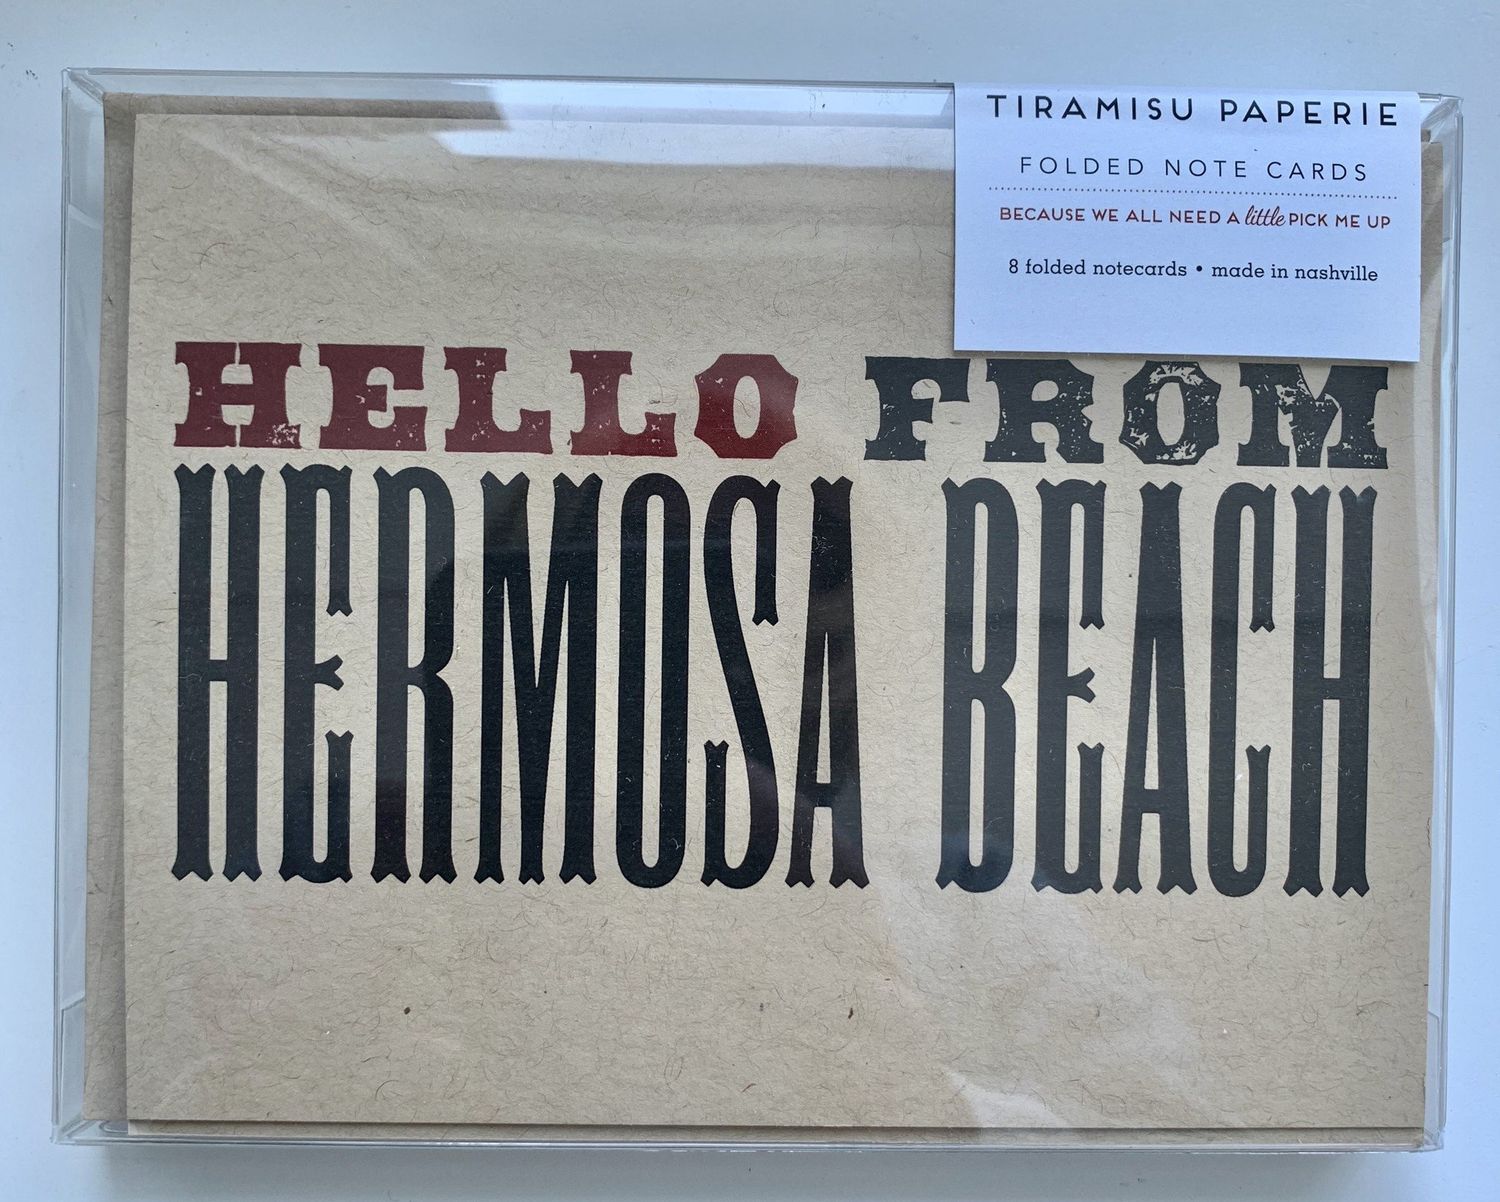 TIRAMISU PAPERIE
FOLDED NOTE CARDS
BECAUSE WE ALL NEED A little PICK ME UP
8 folded notecards • made in nashville
HELLO FROM
HERMOSA BEACH